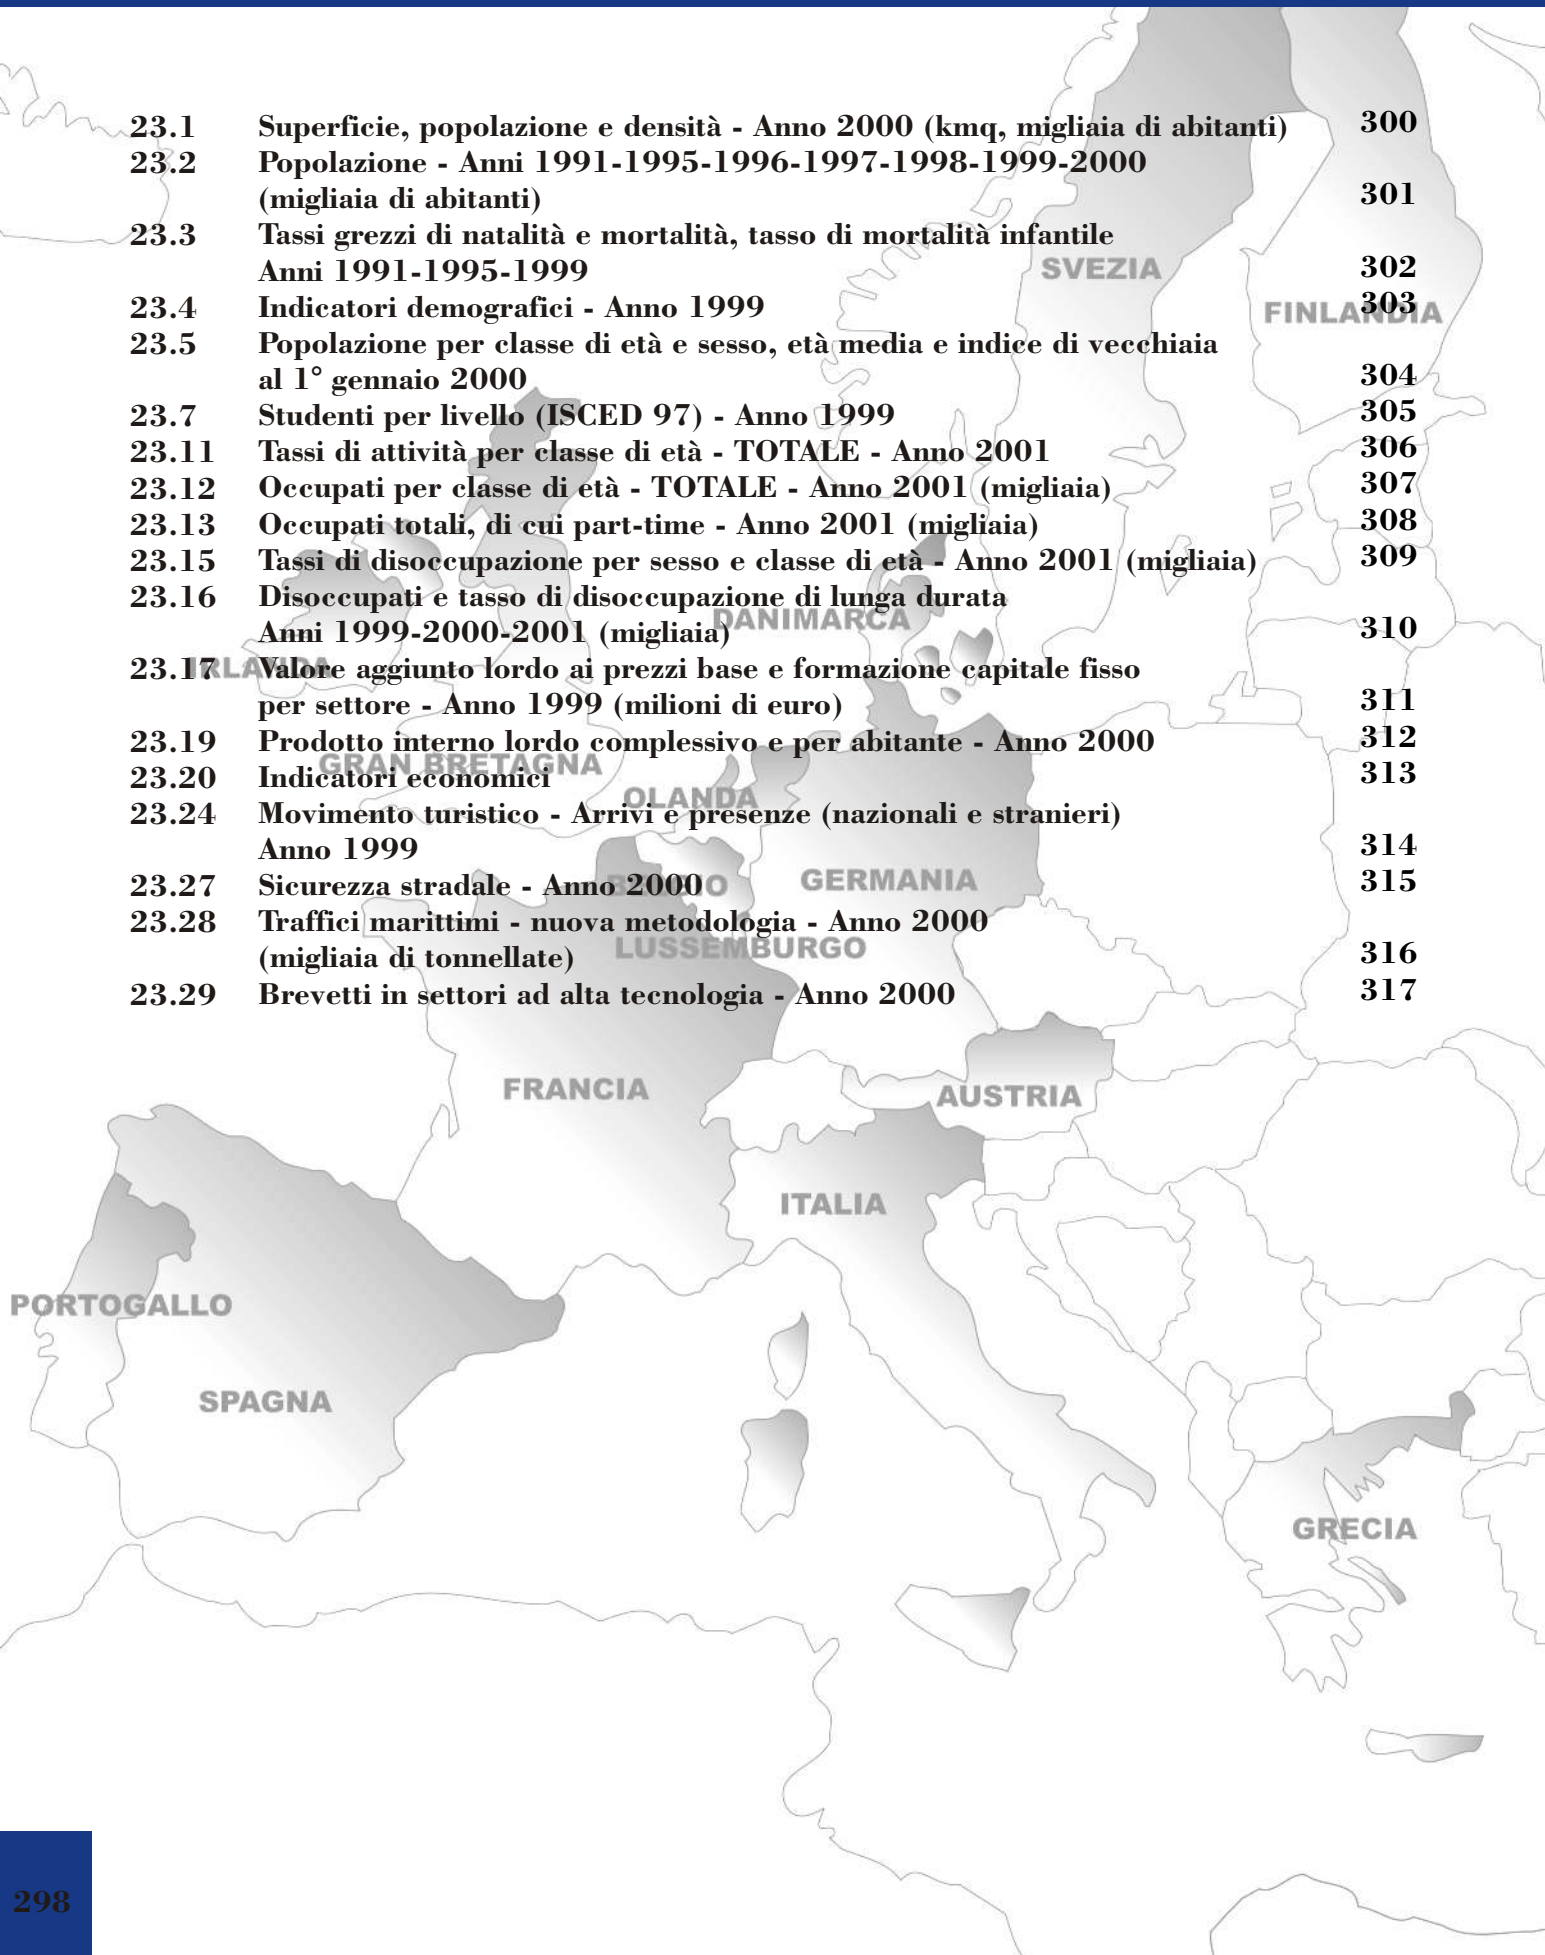 23.1 Superficie, popolazione e densità - Anno 2000 (kmq, migliaia di abitanti) 300
23.2 Popolazione - Anni 1991-1995-1996-1997-1998-1999-2000
(migliaia di abitanti) 301
23.3 Tassi grezzi di natalità e mortalità, tasso di mortalità infantile
Anni 1991-1995-1999 302
23.4 Indicatori demografici - Anno 1999 303
23.5 Popolazione per classe di età e sesso, età media e indice di vecchiaia
al 1° gennaio 2000 304
23.7 Studenti per livello (ISCED 97) - Anno 1999 305
23.11 Tassi di attività per classe di età - TOTALE - Anno 2001 306
23.12 Occupati per classe di età - TOTALE - Anno 2001 (migliaia) 307
23.13 Occupati totali, di cui part-time - Anno 2001 (migliaia) 308
23.15 Tassi di disoccupazione per sesso e classe di età - Anno 2001 (migliaia) 309
23.16 Disoccupati e tasso di disoccupazione di lunga durata
Anni 1999-2000-2001 (migliaia) 310
23.17 Valore aggiunto lordo ai prezzi base e formazione capitale fisso
per settore - Anno 1999 (milioni di euro) 311
23.19 Prodotto interno lordo complessivo e per abitante - Anno 2000 312
23.20 Indicatori economici 313
23.24 Movimento turistico - Arrivi e presenze (nazionali e stranieri)
Anno 1999 314
23.27 Sicurezza stradale - Anno 2000 315
23.28 Traffici marittimi - nuova metodologia - Anno 2000
(migliaia di tonnellate) 316
23.29 Brevetti in settori ad alta tecnologia - Anno 2000 317
SVEZIA
FINLANDIA
DANIMARCA
IRLANDA
GRAN BRETAGNA
OLANDA
BELGIO
GERMANIA
LUSSEMBURGO
FRANCIA
AUSTRIA
ITALIA
PORTOGALLO
SPAGNA
GRECIA
298